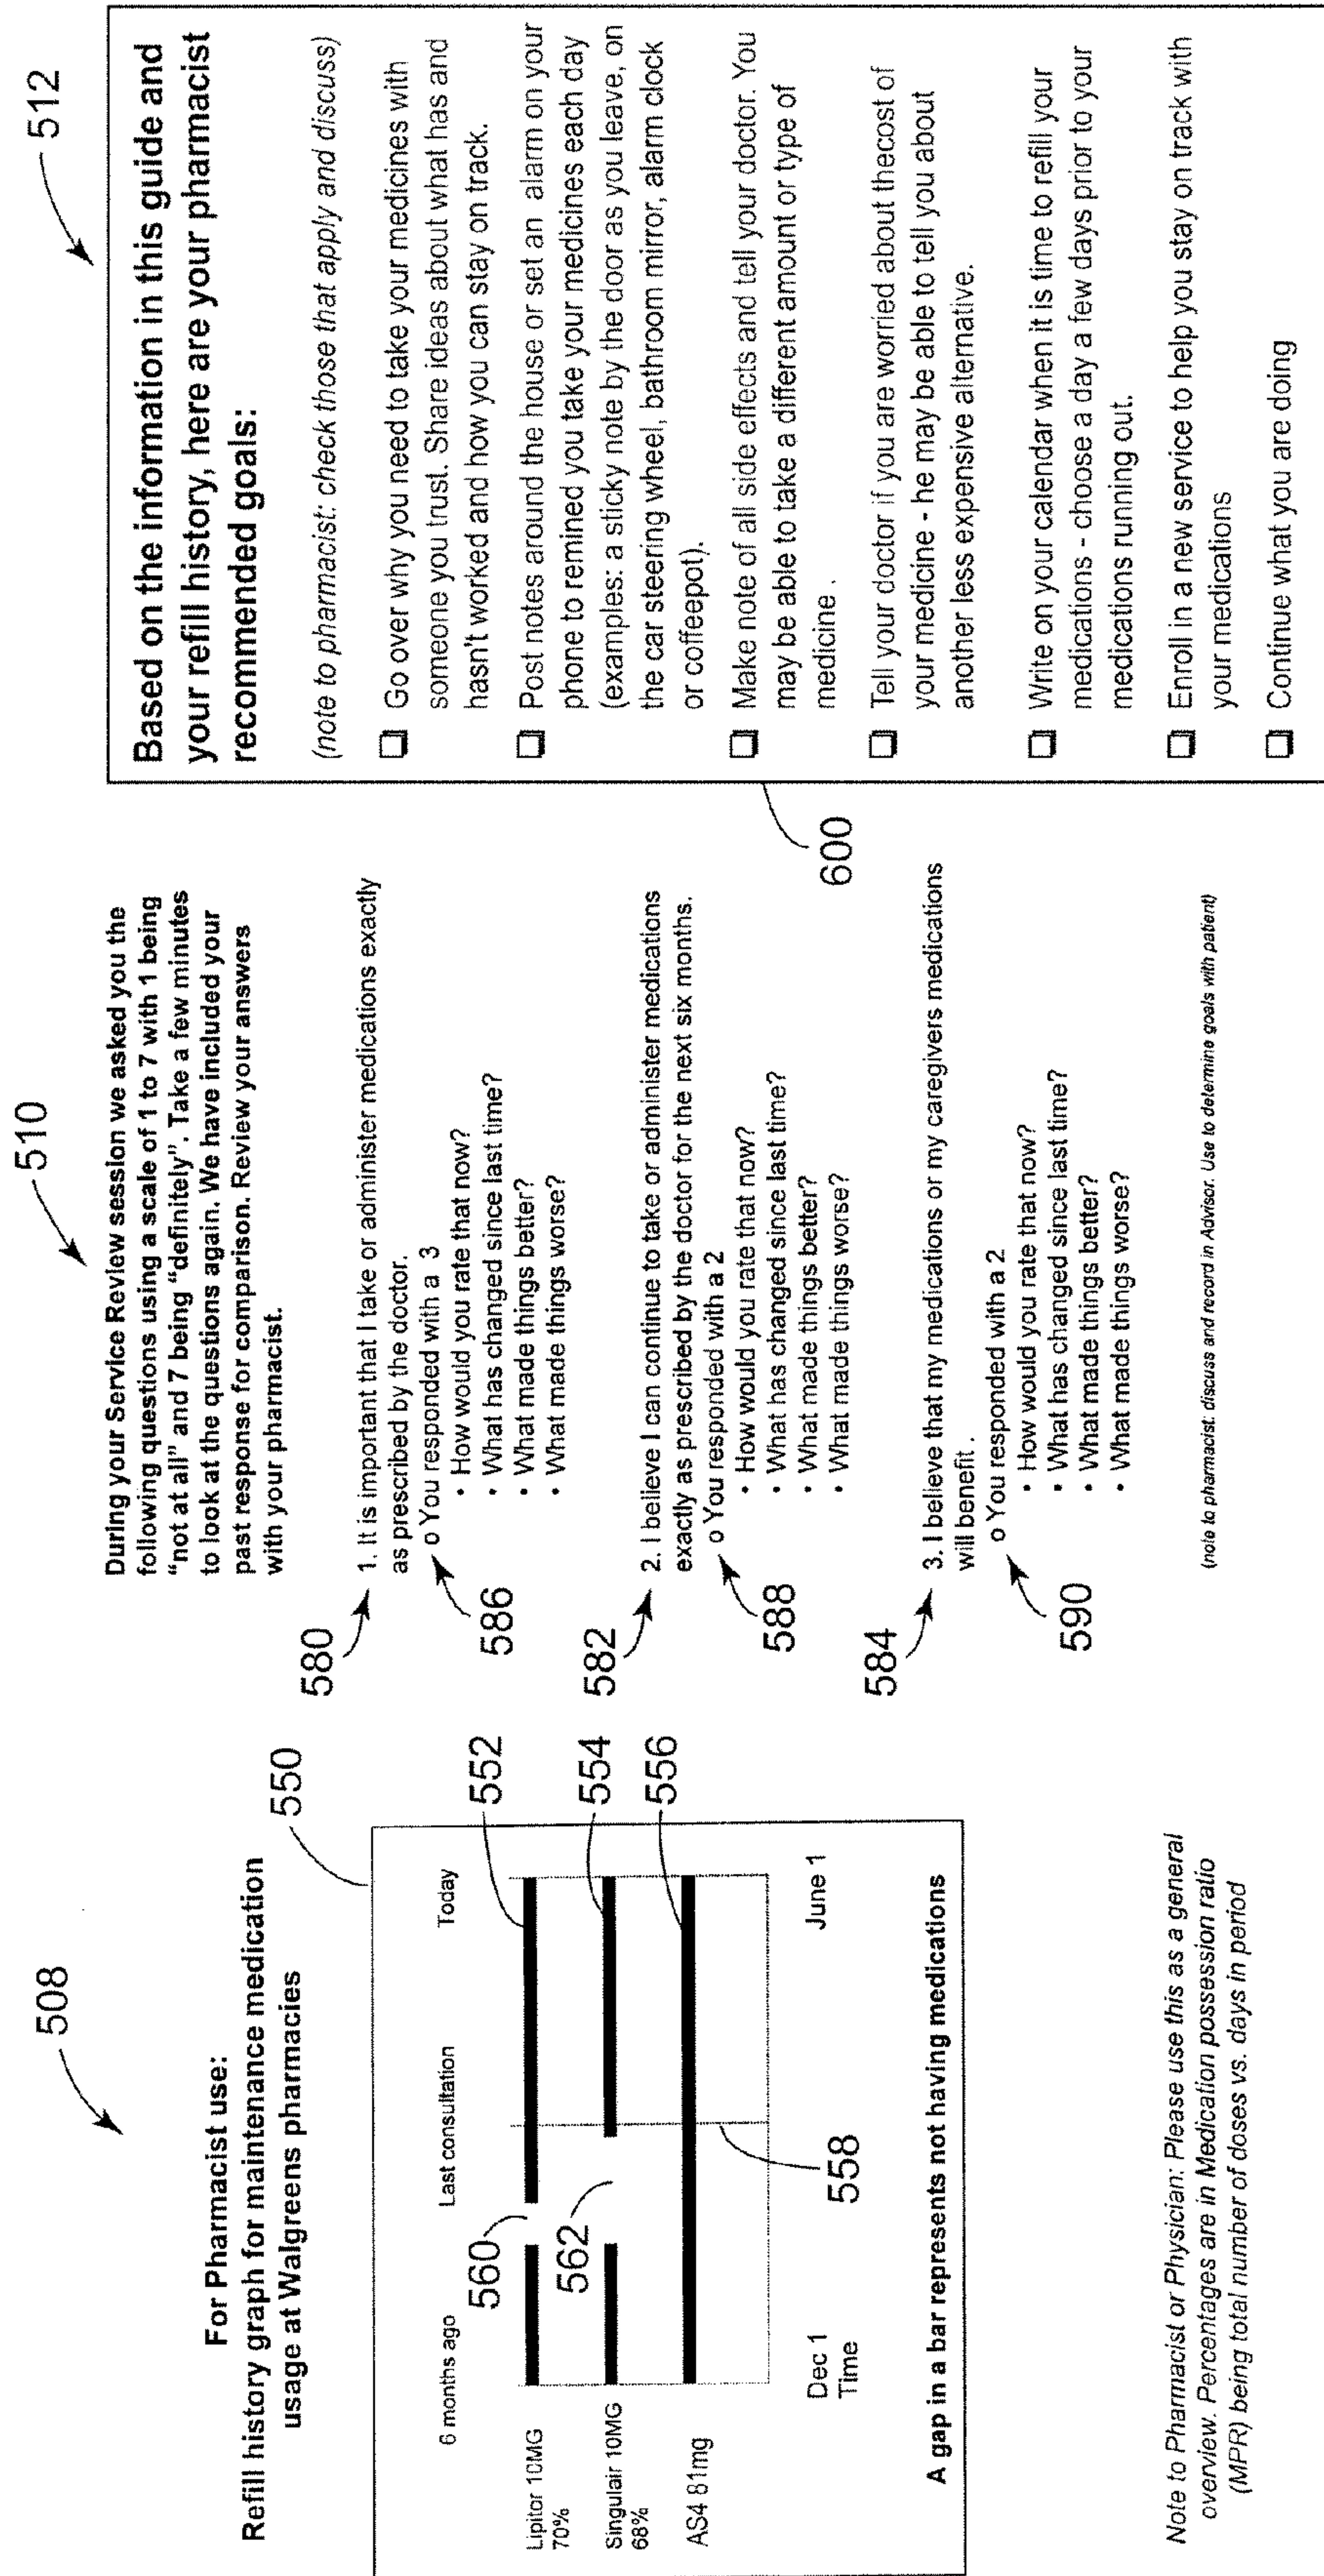 508
For Pharmacist use:
Refill history graph for maintenance medication
usage at Walgreens pharmacies
550
6 months ago
Last consultation
Today
Lipitor 10MG
70%
560
552
Singulair 10MG
68%
562
554
AS4 81mg
556
558
Dec 1
Time
June 1
A gap in a bar represents not having medications
Note to Pharmacist or Physician: Please use this as a general
overview. Percentages are in Medication possession ratio
(MPR) being total number of doses vs. days in period
510
During your Service Review session we asked you the
following questions using a scale of 1 to 7 with 1 being
“not at all” and 7 being “definitely”. Take a few minutes
to look at the questions again. We have included your
past response for comparison. Review your answers
with your pharmacist.
580
1. It is important that I take or administer medications exactly
as prescribed by the doctor.
586
o You responded with a 3
• How would you rate that now?
• What has changed since last time?
• What made things better?
• What made things worse?
582
2. I believe I can continue to take or administer medications
exactly as prescribed by the doctor for the next six months.
588
o You responded with a 2
• How would you rate that now?
• What has changed since last time?
• What made things better?
• What made things worse?
584
3. I believe that my medications or my caregivers medications
will benefit .
590
o You responded with a 2
• How would you rate that now?
• What has changed since last time?
• What made things better?
• What made things worse?
(note to pharmacist: discuss and record in Advisor. Use to determine goals with patient)
512
Based on the information in this guide and
your refill history, here are your pharmacist
recommended goals:
(note to pharmacist: check those that apply and discuss)
Go over why you need to take your medicines with
someone you trust. Share ideas about what has and
hasn't worked and how you can stay on track.
Post notes around the house or set an alarm on your
phone to remined you take your medicines each day
(examples: a sticky note by the door as you leave, on
the car steering wheel, bathroom mirror, alarm clock
or coffeepot).
Make note of all side effects and tell your doctor. You
may be able to take a different amount or type of
medicine .
600
Tell your doctor if you are worried about thecost of
your medicine - he may be able to tell you about
another less expensive alternative.
Write on your calendar when it is time to refill your
medications - choose a day a few days prior to your
medications running out.
Enroll in a new service to help you stay on track with
your medications
Continue what you are doing